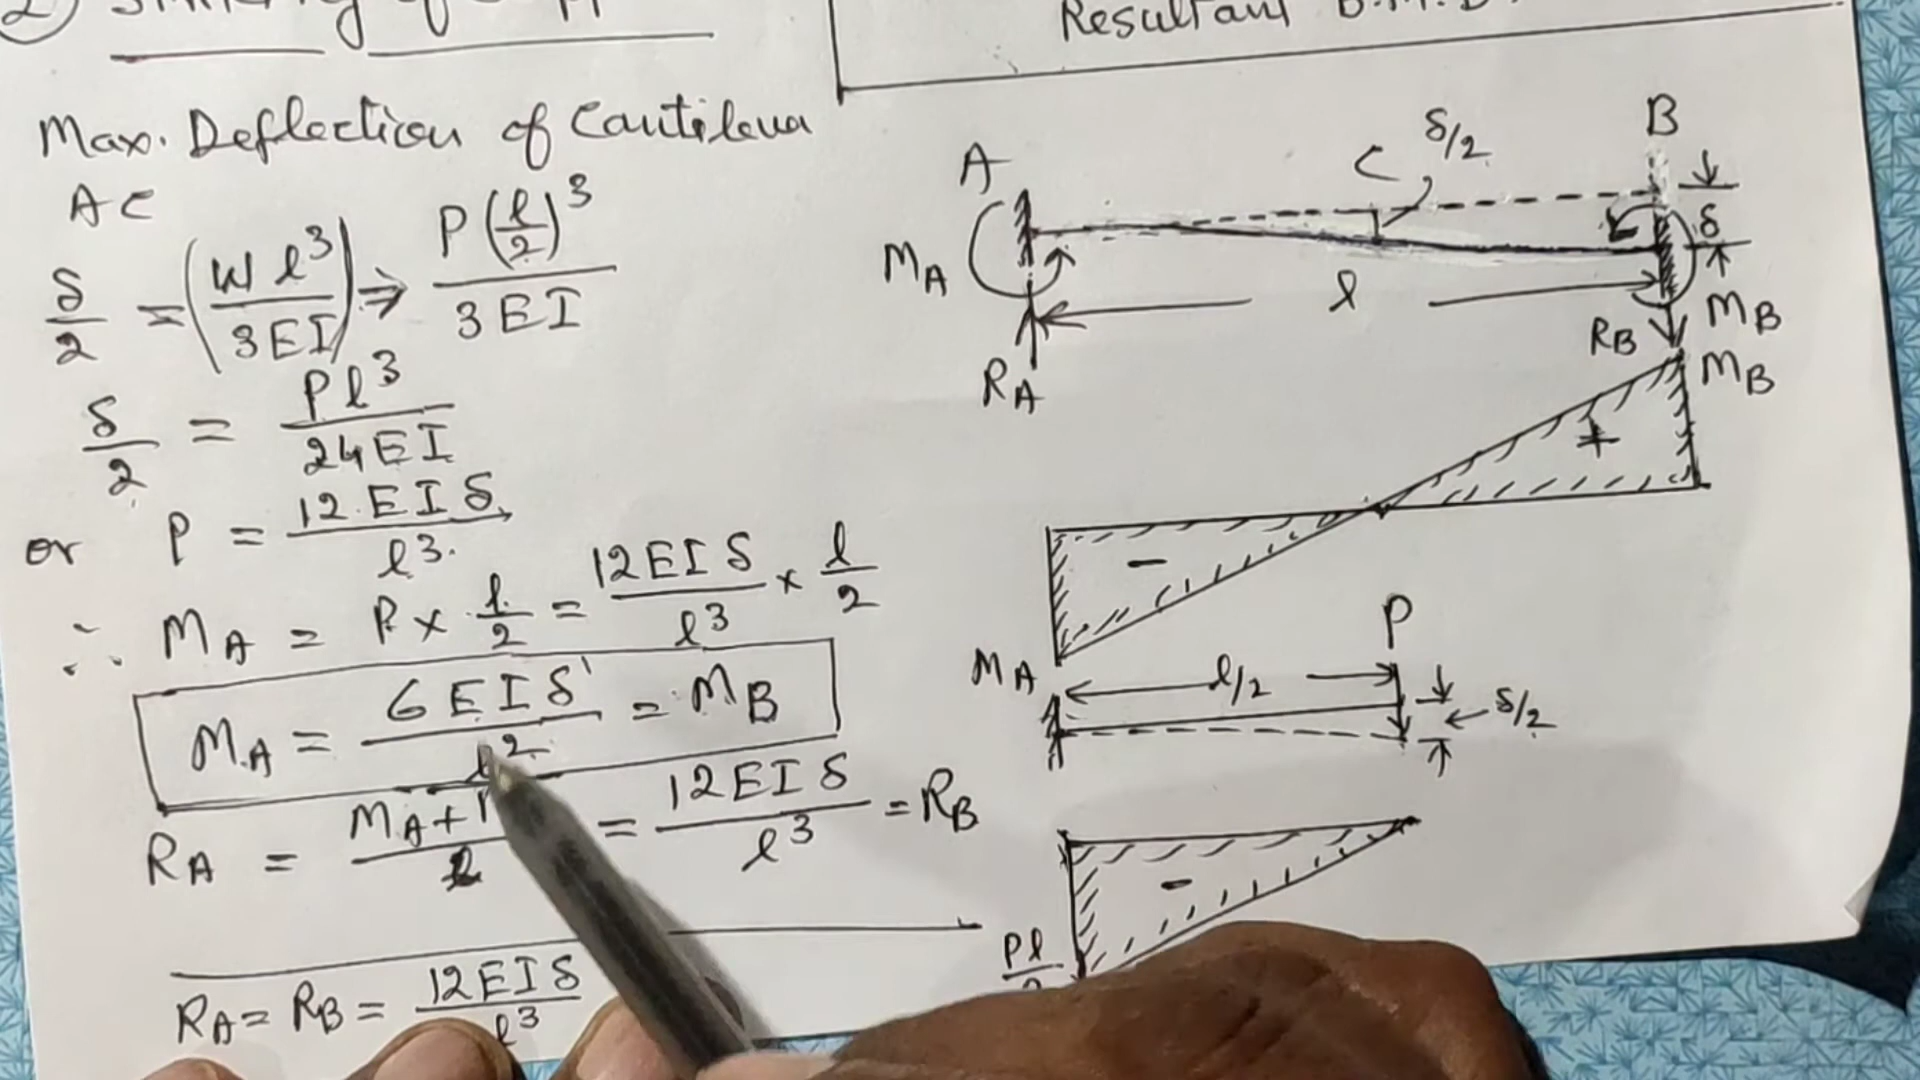 2)
Resultant B.M.D.
Max. Deflection of Cantilever
AC
δ/2 = (Wl³/3EI) ⇒ P(l/2)³/3EI
δ/2 = Pl³/24EI
or P = 12EIδ/l³.
∴ MA = P × l/2 = 12EIδ/l³ × l/2
MA = 6EIδ/l² = MB
RA = MA+ /l = 12EIδ/l³ = RB
RA = RB = 12EIδ/l³
A
C
δ/2
B
δ
MA
l
RA
RB
MB
MB
+
-
MA
P
l/2
δ/2
-
Pl